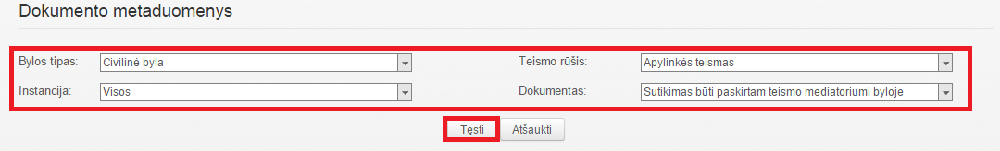 Dokumento metaduomenys
Bylos tipas: Civilinė byla Teismo rūšis: Apylinkės teismas
Instancija: Visos Dokumentas: Sutikimas būti paskirtam teismo mediatoriumi byloje
Tęsti Atšaukti